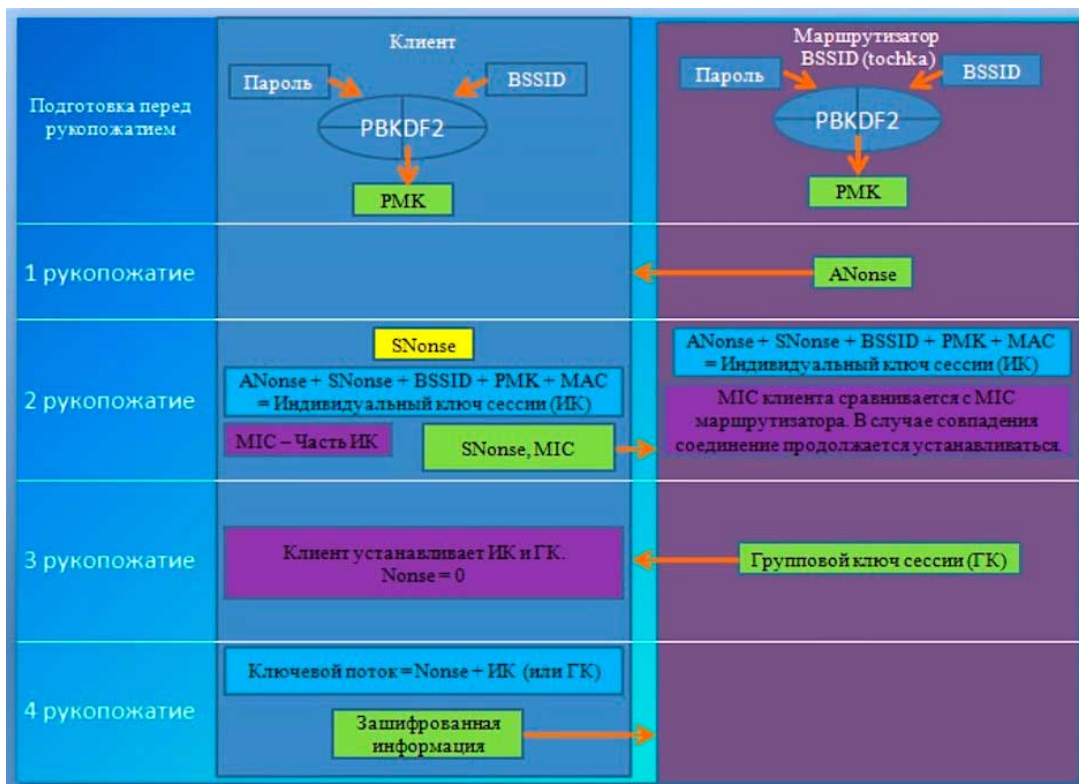 Клиент
Пароль
BSSID
PBKDF2
PMK
Маршрутизатор
BSSID (tochka)
Пароль
BSSID
PBKDF2
PMK
Подготовка перед
рукопожатием
1 рукопожатие
ANonse
2 рукопожатие
SNonse
ANonse + SNonse + BSSID + PMK + MAC
= Индивидуальный ключ сессии (ИК)
MIC – Часть ИК
SNonse, MIC
ANonse + SNonse + BSSID + PMK + MAC
= Индивидуальный ключ сессии (ИК)
MIC клиента сравнивается с MIC
маршрутизатора. В случае совпадения
соединение продолжается устанавливаться.
3 рукопожатие
Клиент устанавливает ИК и ГК.
Nonse = 0
Групповой ключ сессии (ГК)
4 рукопожатие
Ключевой поток = Nonse + ИК (или ГК)
Зашифрованная
информация